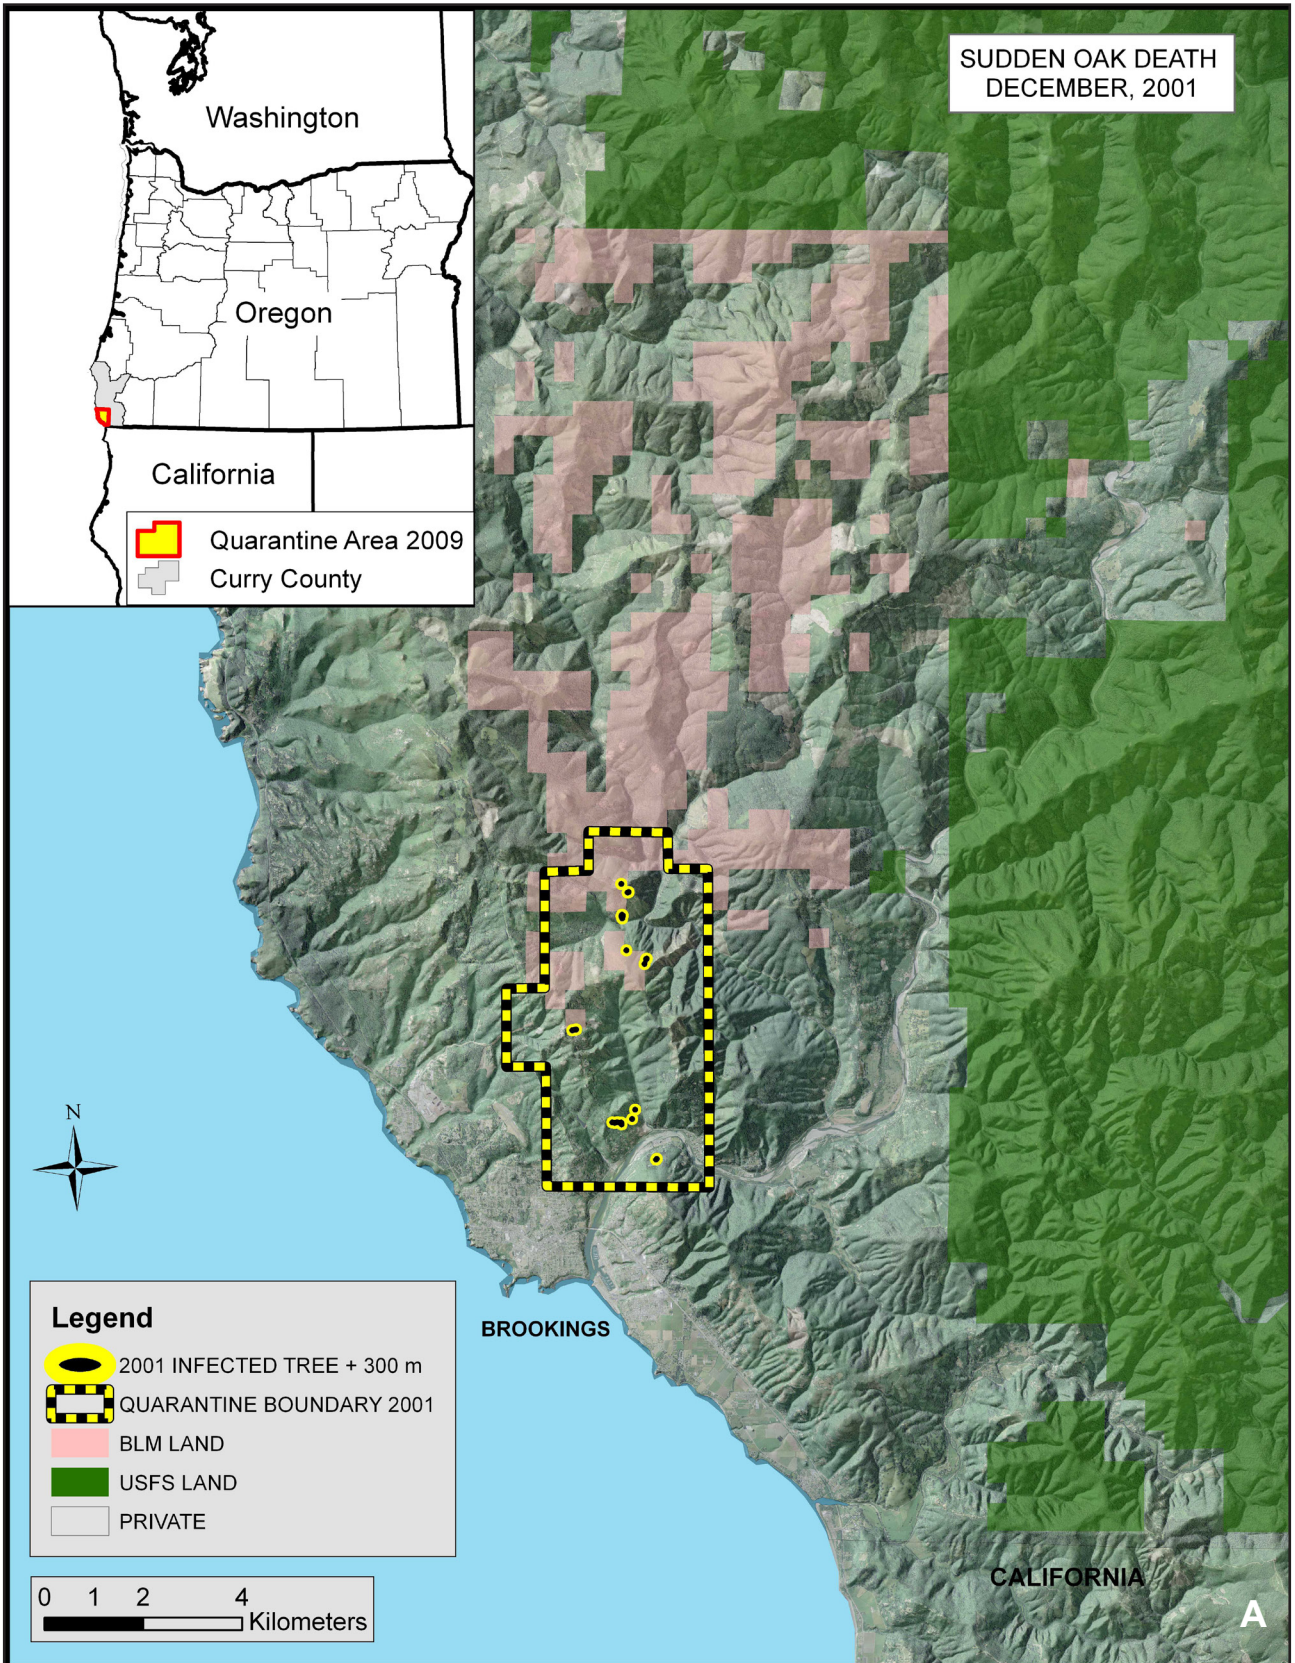 SUDDEN OAK DEATH
DECEMBER, 2001
Washington
Oregon
California
Quarantine Area 2009
Curry County
N
BROOKINGS
Legend
2001 INFECTED TREE + 300 m
QUARANTINE BOUNDARY 2001
BLM LAND
USFS LAND
PRIVATE
0 1 2 4
Kilometers
CALIFORNIA
A